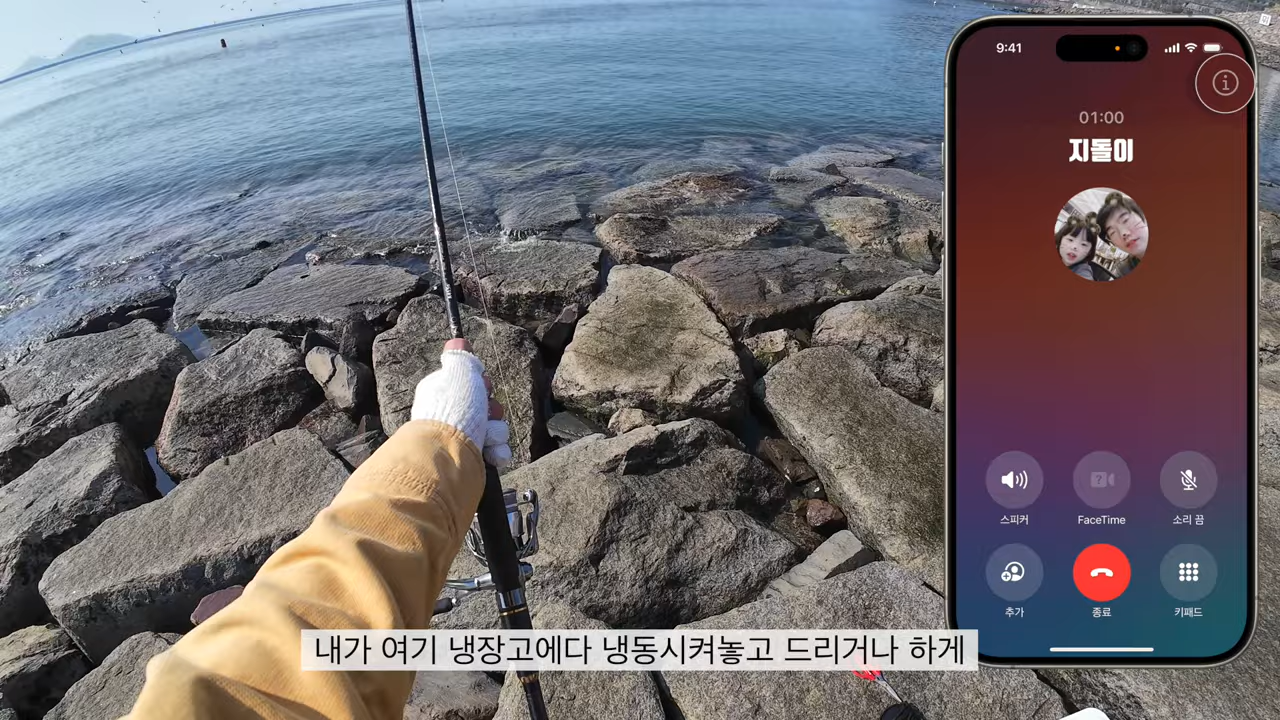 9:41
01:00
지돌이
스피커
FaceTime
소리 끔
추가
종료
키패드
내가 여기 냉장고에다 냉동시켜놓고 드리거나 하게